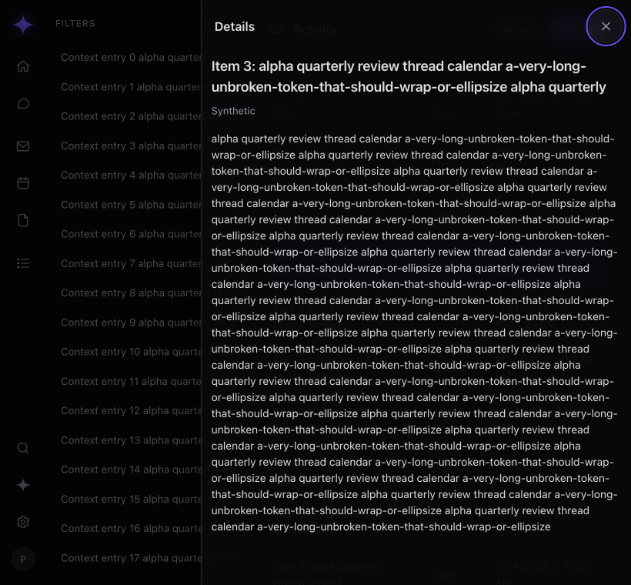 FILTERS
Context entry 0 alpha quarter
Context entry 1 alpha quarter
Context entry 2 alpha quarter
Context entry 3 alpha quarter
Context entry 4 alpha quarter
Context entry 5 alpha quarter
Context entry 6 alpha quarter
Context entry 7 alpha quarter
Context entry 8 alpha quarter
Context entry 9 alpha quarter
Context entry 10 alpha quarte
Context entry 11 alpha quarte
Context entry 12 alpha quarte
Context entry 13 alpha quarte
Context entry 14 alpha quarte
Context entry 15 alpha quarte
Context entry 16 alpha quarte
Context entry 17 alpha quarte
P
Details
Activity
Item 3: alpha quarterly review thread calendar a-very-long-
unbroken-token-that-should-wrap-or-ellipsize alpha quarterly
Synthetic
alpha quarterly review thread calendar a-very-long-unbroken-token-that-should-
wrap-or-ellipsize alpha quarterly review thread calendar a-very-long-unbroken-
token-that-should-wrap-or-ellipsize alpha quarterly review thread calendar a-
very-long-unbroken-token-that-should-wrap-or-ellipsize alpha quarterly review
thread calendar a-very-long-unbroken-token-that-should-wrap-or-ellipsize alpha
quarterly review thread calendar a-very-long-unbroken-token-that-should-wrap-
or-ellipsize alpha quarterly review thread calendar a-very-long-unbroken-token-
that-should-wrap-or-ellipsize alpha quarterly review thread calendar a-very-long-
unbroken-token-that-should-wrap-or-ellipsize alpha quarterly review thread
calendar a-very-long-unbroken-token-that-should-wrap-or-ellipsize alpha
quarterly review thread calendar a-very-long-unbroken-token-that-should-wrap-
or-ellipsize alpha quarterly review thread calendar a-very-long-unbroken-token-
that-should-wrap-or-ellipsize alpha quarterly review thread calendar a-very-long-
unbroken-token-that-should-wrap-or-ellipsize alpha quarterly review thread
calendar a-very-long-unbroken-token-that-should-wrap-or-ellipsize alpha
quarterly review thread calendar a-very-long-unbroken-token-that-should-wrap-
or-ellipsize alpha quarterly review thread calendar a-very-long-unbroken-token-
that-should-wrap-or-ellipsize alpha quarterly review thread calendar a-very-long-
unbroken-token-that-should-wrap-or-ellipsize alpha quarterly review thread
calendar a-very-long-unbroken-token-that-should-wrap-or-ellipsize alpha
quarterly review thread calendar a-very-long-unbroken-token-that-should-wrap-
or-ellipsize alpha quarterly review thread calendar a-very-long-unbroken-token-
that-should-wrap-or-ellipsize alpha quarterly review thread calendar a-very-long-
unbroken-token-that-should-wrap-or-ellipsize alpha quarterly review thread
calendar a-very-long-unbroken-token-that-should-wrap-or-ellipsize